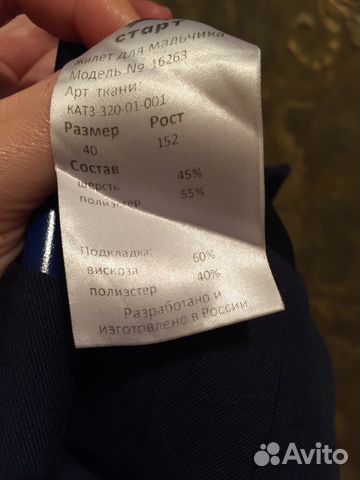 старт
жилет для мальчика
Модель № 16263
Арт. ткани:
КАТЗ 320-01-001
Размер Рост
40 152
Состав
шерсть 45%
полиэстер 55%
Подкладка:
вискоза 60%
полиэстер 40%
Разработано и
изготовлено в России
Avito